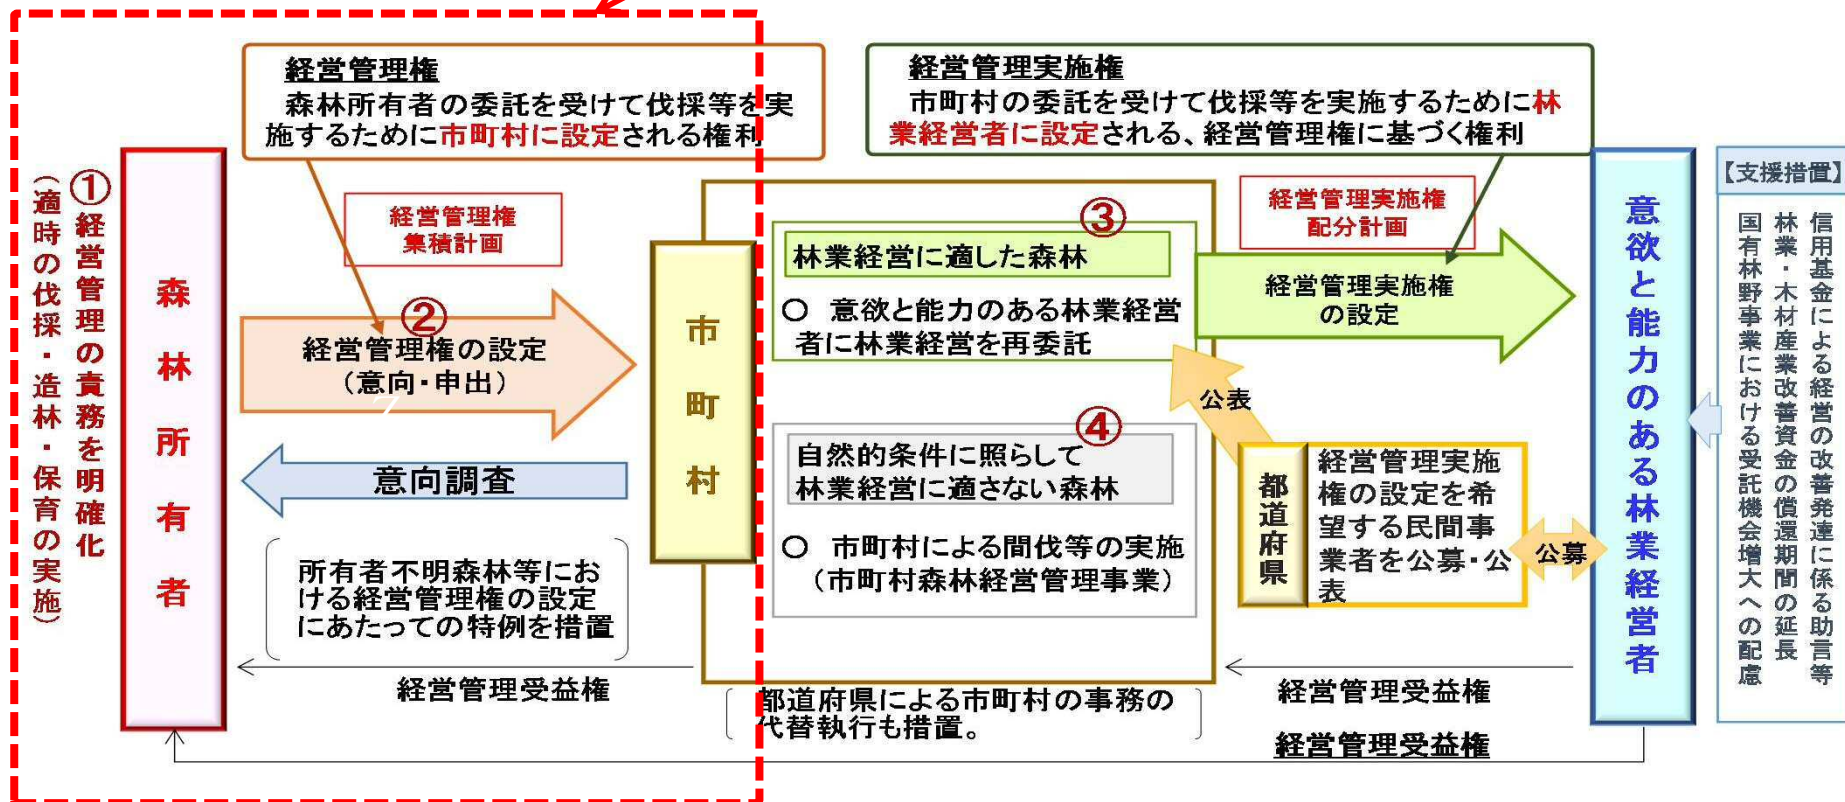 経営管理権
森林所有者の委託を受けて伐採等を実
施するために市町村に設定される権利
経営管理実施権
市町村の委託を受けて伐採等を実施するために林
業経営者に設定される、経営管理権に基づく権利
①経営管理の責務を明確化
（適時の伐採・造林・保育の実施）
森林所有者
経営管理権
集積計画
②
経営管理権の設定
（意向・申出）
意向調査
所有者不明森林等にお
ける経営管理権の設定
にあたっての特例を措置
経営管理受益権
市町村
③
林業経営に適した森林
〇 意欲と能力のある林業経営
者に林業経営を再委託
④
自然的条件に照らして
林業経営に適さない森林
〇 市町村による間伐等の実施
（市町村森林経営管理事業）
都道府県による市町村の事務の
代替執行も措置。
経営管理実施権
配分計画
経営管理実施権
の設定
公表
都道府県
経営管理実施
権の設定を希
望する民間事
業者を公募・公
表
公募
経営管理受益権
経営管理受益権
意欲と能力のある林業経営者
【支援措置】
信用基金による経営の改善発達に係る助言等
林業・木材産業改善資金の償還期間の延長
国有林野事業における受託機会増大への配慮